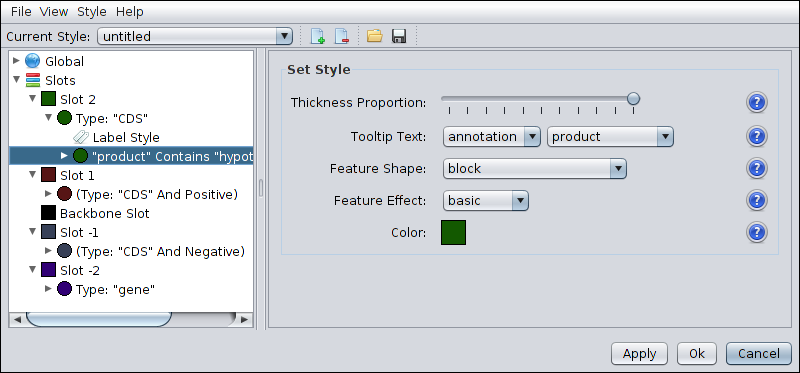 File View Style Help
Current Style: untitled
Global
Slots
Slot 2
Type: "CDS"
Label Style
"product" Contains "hypot
Slot 1
(Type: "CDS" And Positive)
Backbone Slot
Slot -1
(Type: "CDS" And Negative)
Slot -2
Type: "gene"
Set Style
Thickness Proportion: ?
Tooltip Text: annotation product ?
Feature Shape: block ?
Feature Effect: basic ?
Color: ?
Apply Ok Cancel